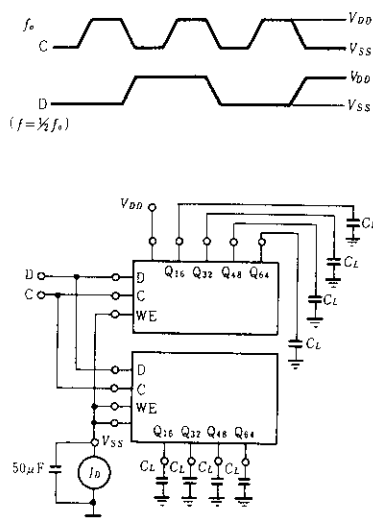 f₀
C
V_DD
V_SS
D
(f=½f₀)
V_DD
V_SS
V_DD
C_L
C_L
C_L
C_L
D
C
Q₁₆ Q₃₂ Q₄₈ Q₆₄
D
C
WE
D
C
WE
Q₁₆ Q₃₂ Q₄₈ Q₆₄
V_SS
50μF
I_D
C_L C_L C_L C_L